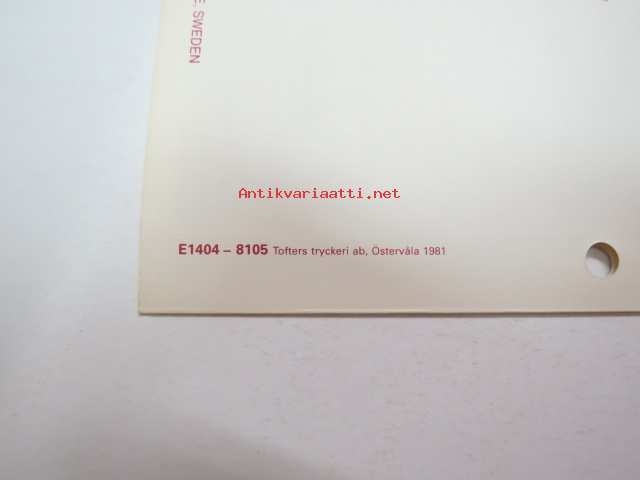 E. SWEDEN
Antikvariaatti.net
E1404 – 8105 Tofters tryckeri ab, Östervåla 1981